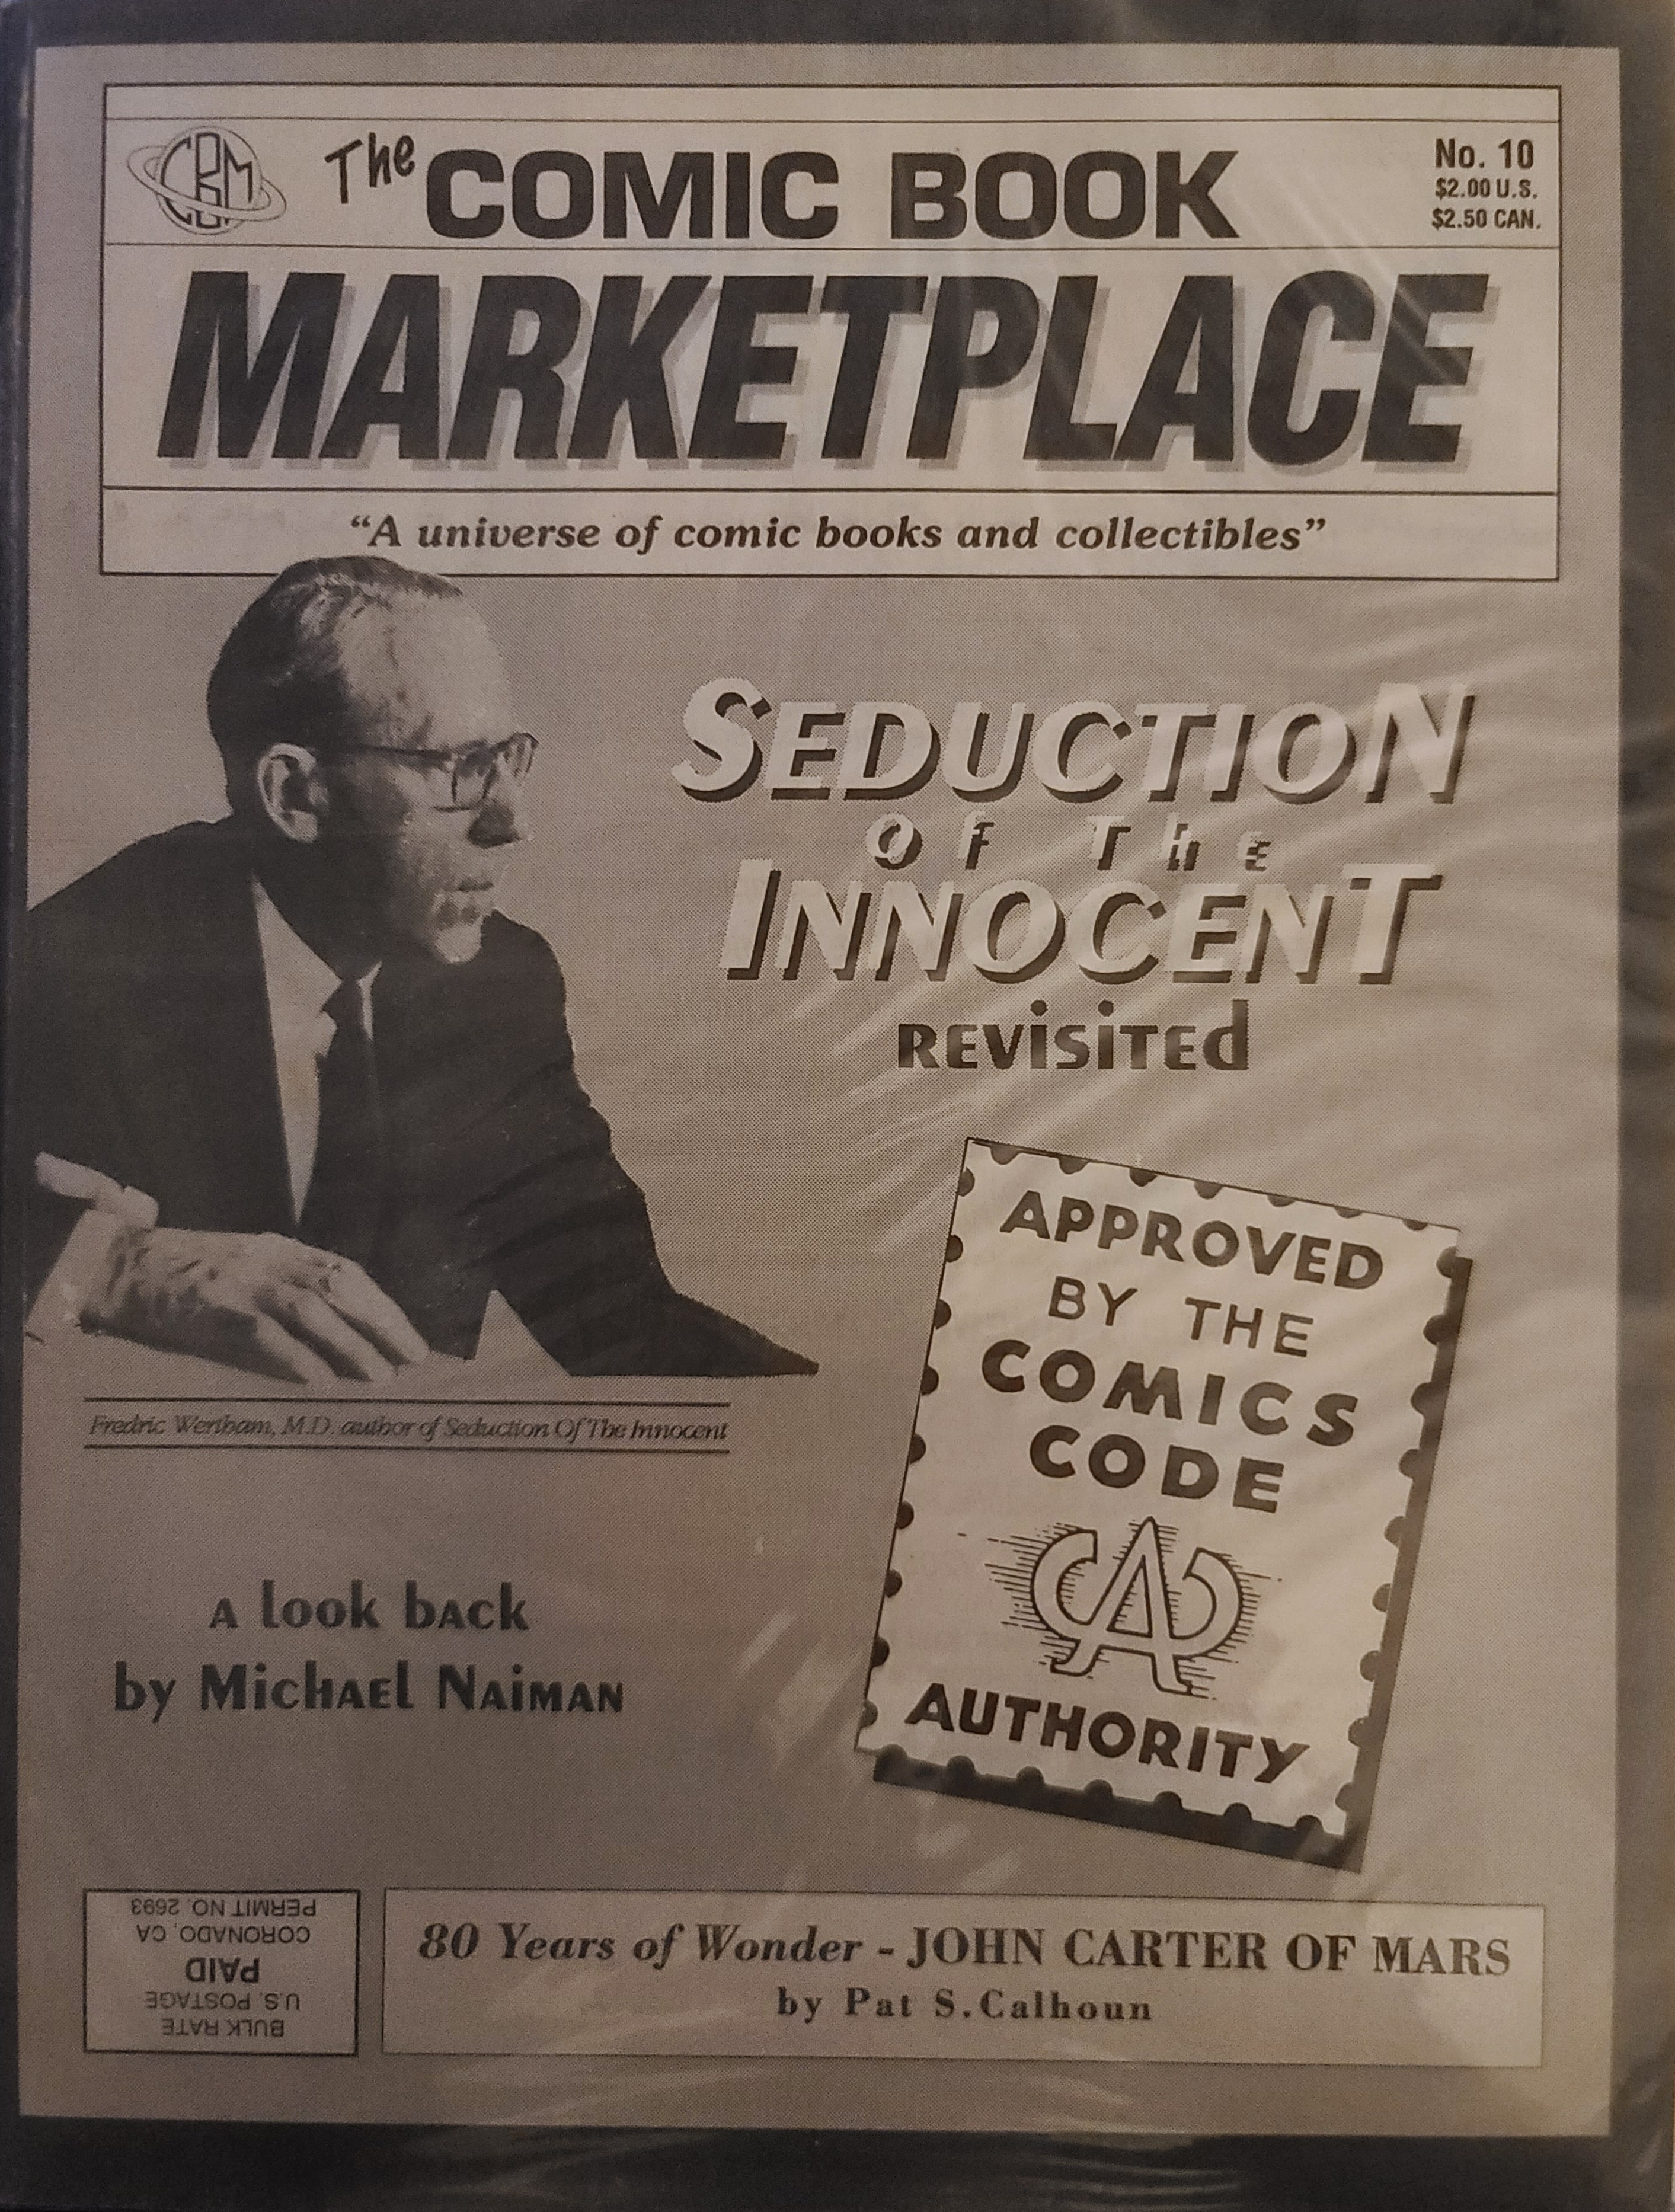 CBM
The COMIC BOOK
No. 10
$2.00 U.S.
$2.50 CAN.
MARKETPLACE
“A universe of comic books and collectibles”
SEDUCTION
OF THE
INNOCENT
REVISITED
APPROVED
BY THE
COMICS
CODE
CA
AUTHORITY
Fredric Wertham, M.D. author of Seduction Of The Innocent
A look back
by Michael Naiman
BULK RATE
U.S. POSTAGE
PAID
CORONADO, CA
PERMIT NO. 2693
80 Years of Wonder - JOHN CARTER OF MARS
by Pat S. Calhoun